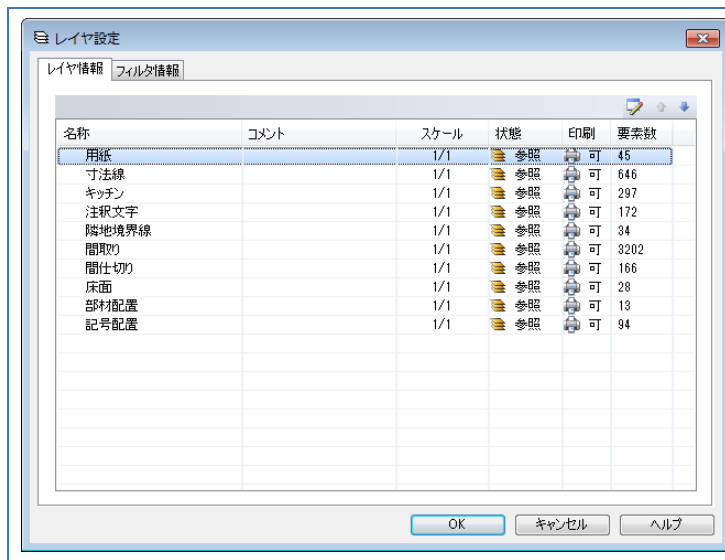 レイヤ設定
レイヤ情報 フィルタ情報
名称 コメント スケール 状態 印刷 要素数
用紙 1/1 参照 可 45
寸法線 1/1 参照 可 646
キッチン 1/1 参照 可 297
注釈文字 1/1 参照 可 172
隣地境界線 1/1 参照 可 34
間取り 1/1 参照 可 3202
間仕切り 1/1 参照 可 166
床面 1/1 参照 可 28
部材配置 1/1 参照 可 13
記号配置 1/1 参照 可 94
OK キャンセル ヘルプ